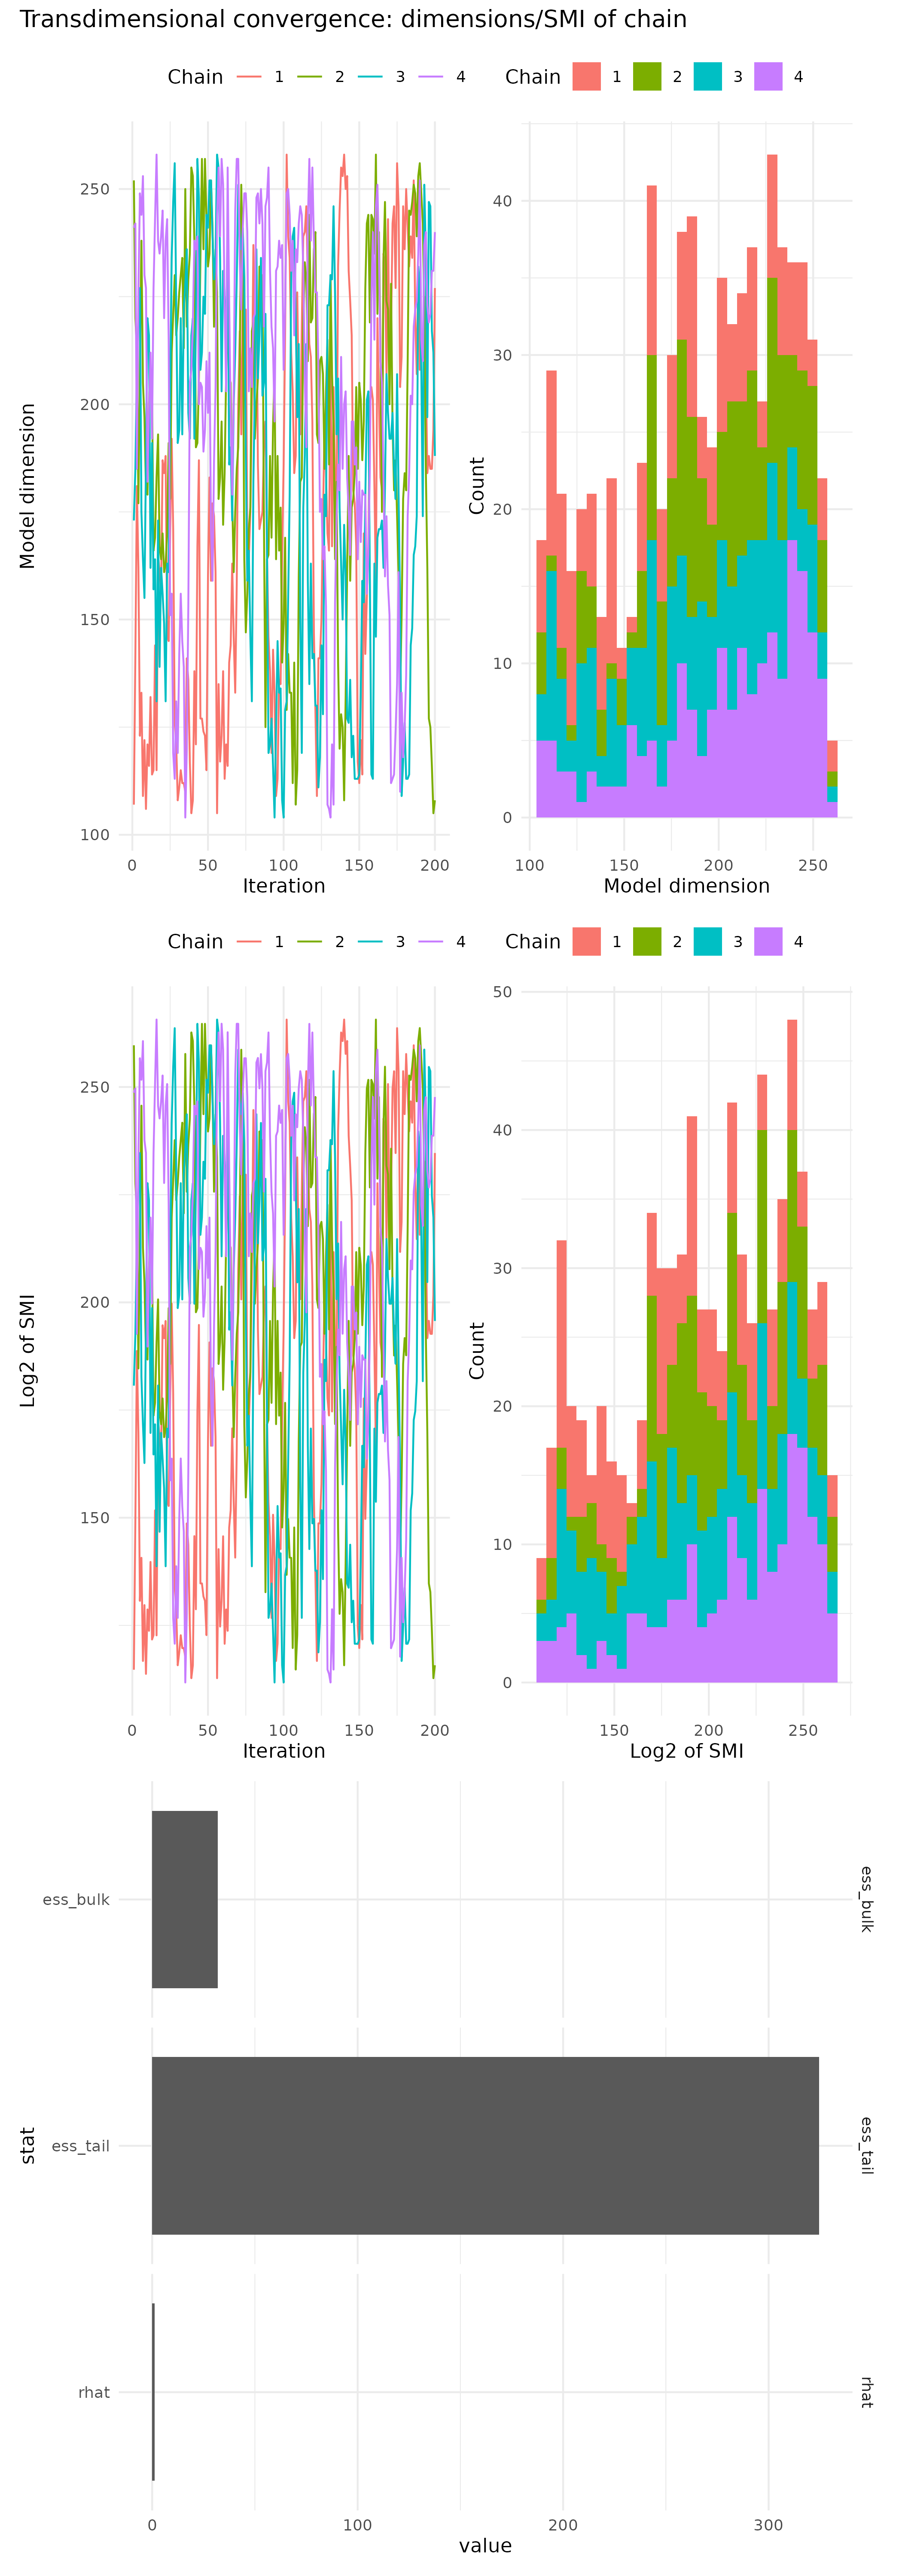 Transdimensional convergence: dimensions/SMI of chain
Chain 1 2 3 4
Chain 1 2 3 4
Model dimension
250
200
150
100
0 50 100 150 200
Iteration
Count
40
30
20
10
0
100 150 200 250
Model dimension
Chain 1 2 3 4
Chain 1 2 3 4
Log2 of SMI
250
200
150
0 50 100 150 200
Iteration
Count
50
40
30
20
10
0
150 200 250
Log2 of SMI
stat
ess_bulk
ess_bulk
ess_tail
ess_tail
rhat
rhat
0 100 200 300
value